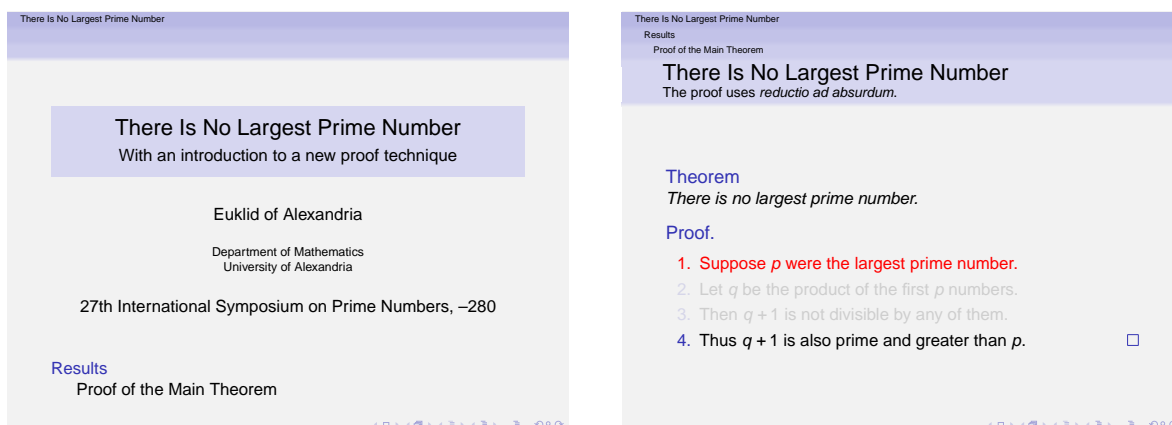 There Is No Largest Prime Number
There Is No Largest Prime Number
With an introduction to a new proof technique
Euklid of Alexandria
Department of Mathematics
University of Alexandria
27th International Symposium on Prime Numbers, –280
Results
Proof of the Main Theorem
There Is No Largest Prime Number
Results
Proof of the Main Theorem
There Is No Largest Prime Number
The proof uses reductio ad absurdum.
Theorem
There is no largest prime number.
Proof.
1. Suppose p were the largest prime number.
2. Let q be the product of the first p numbers.
3. Then q + 1 is not divisible by any of them.
4. Thus q + 1 is also prime and greater than p.